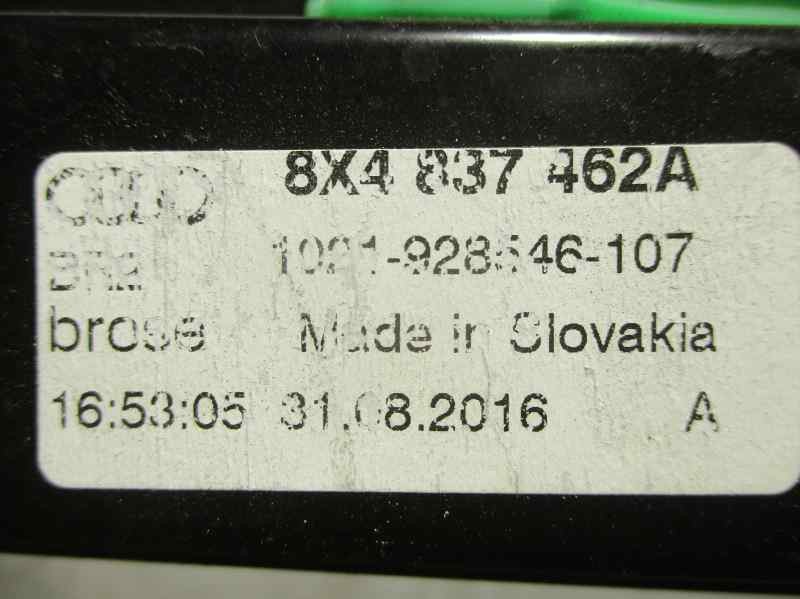 8X4 837 462A
1021-928546-107
brose Made in Slovakia
16:53:05 31.08.2016 A